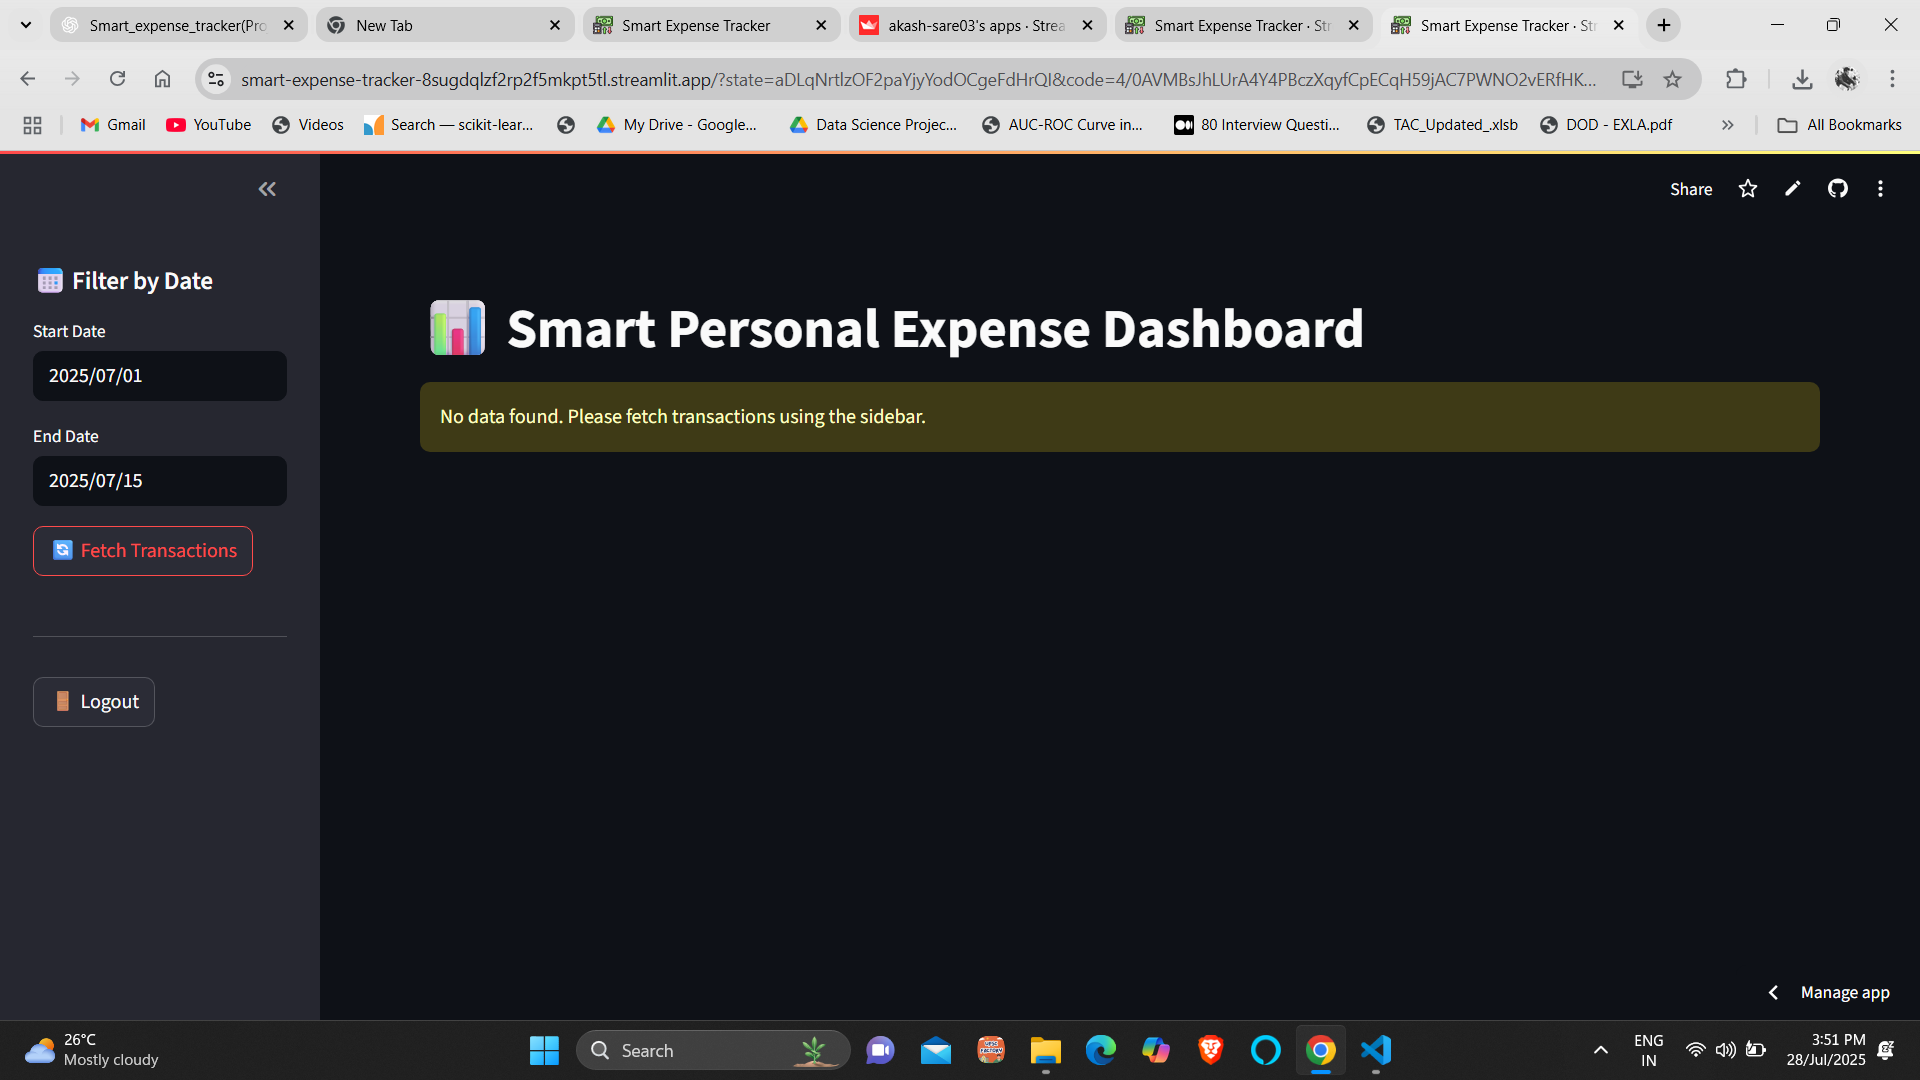 Smart_expense_tracker(Pro
New Tab
Smart Expense Tracker
akash-sare03's apps · Strea
Smart Expense Tracker · Str
Smart Expense Tracker · Str
smart-expense-tracker-8sugdqlzf2rp2f5mkpt5tl.streamlit.app/?state=aDLqNrtlzOF2paYjyYodOCgeFdHrQI&code=4/0AVMBsJhLUrA4Y4PBczXqyfCpECqH59jAC7PWNO2vERfHK...
Gmail
YouTube
Videos
Search — scikit-lear...
My Drive - Google...
Data Science Projec...
AUC-ROC Curve in...
80 Interview Questi...
TAC_Updated_.xlsb
DOD - EXLA.pdf
All Bookmarks
Share
Filter by Date
Start Date
2025/07/01
End Date
2025/07/15
Fetch Transactions
Logout
Smart Personal Expense Dashboard
No data found. Please fetch transactions using the sidebar.
Manage app
26°C
Mostly cloudy
Search
ENG
IN
3:51 PM
28/Jul/2025